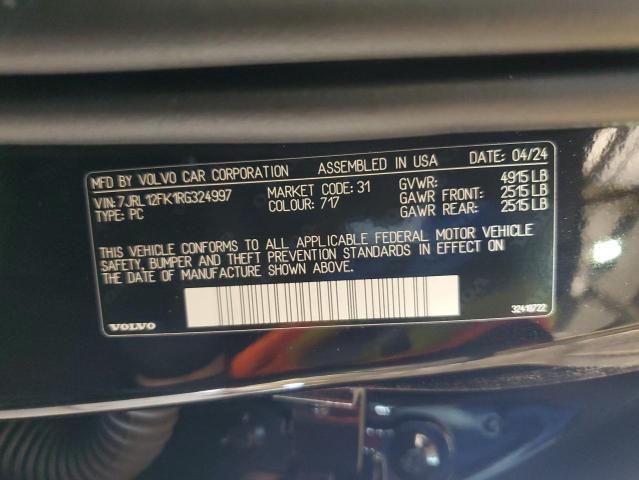 MFD BY VOLVO CAR CORPORATION ASSEMBLED IN USA DATE: 04/24
VIN: 7JRL12FK1RG324997 MARKET CODE: 31 GVWR: 4915 LB
TYPE: PC COLOUR: 717 GAWR FRONT: 2515 LB
GAWR REAR: 2515 LB
THIS VEHICLE CONFORMS TO ALL APPLICABLE FEDERAL MOTOR VEHICLE
SAFETY, BUMPER AND THEFT PREVENTION STANDARDS IN EFFECT ON
THE DATE OF MANUFACTURE SHOWN ABOVE.
VOLVO 32418722